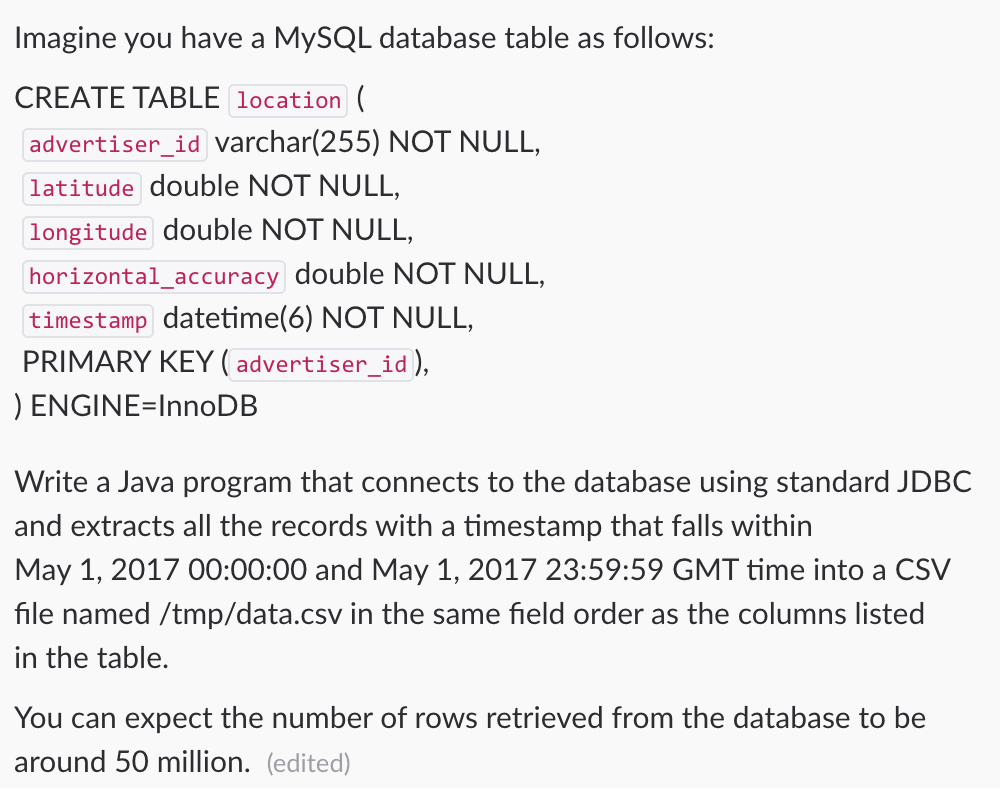 Imagine you have a MySQL database table as follows:
CREATE TABLE location (
advertiser_id varchar(255) NOT NULL,
latitude double NOT NULL,
longitude double NOT NULL,
horizontal_accuracy double NOT NULL,
timestamp datetime(6) NOT NULL,
PRIMARY KEY (advertiser_id),
) ENGINE=InnoDB
Write a Java program that connects to the database using standard JDBC
and extracts all the records with a timestamp that falls within
May 1, 2017 00:00:00 and May 1, 2017 23:59:59 GMT time into a CSV
file named /tmp/data.csv in the same field order as the columns listed
in the table.
You can expect the number of rows retrieved from the database to be
around 50 million. (edited)